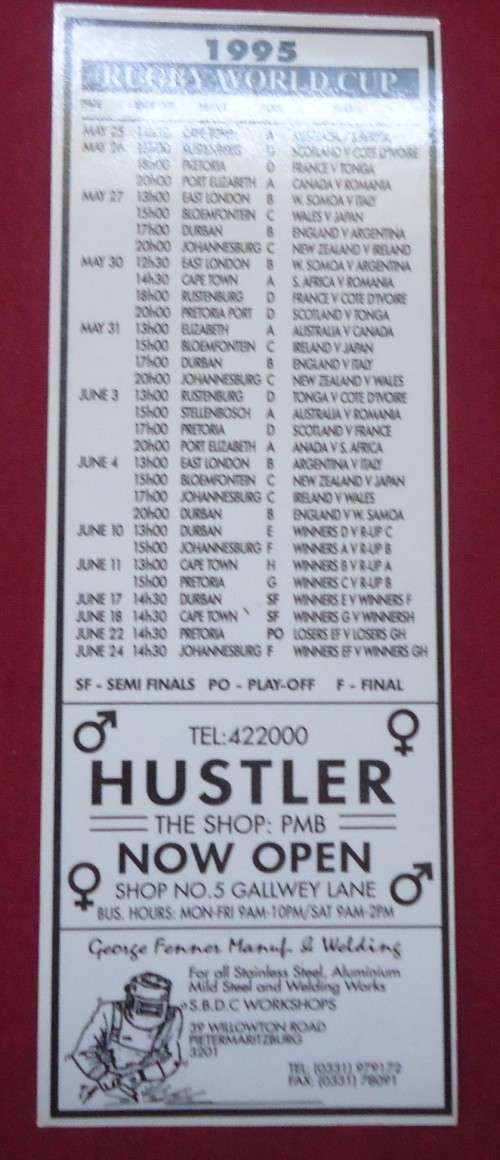 1995
RUGBY WORLD CUP
DATE
MAY 25 14h30 CAPE TOWN A AUSTRALIA / S.AFRICA
MAY 26 RUSTENBURG D SCOTLAND V COTE D'IVOIRE
18h00 PRETORIA D FRANCE V TONGA
20h00 PORT ELIZABETH A CANADA V ROMANIA
MAY 27 13h00 EAST LONDON B W. SOMOA V ITALY
15h00 BLOEMFONTEIN C WALES V JAPAN
17h00 DURBAN B ENGLAND V ARGENTINA
20h00 JOHANNESBURG C NEW ZEALAND V IRELAND
MAY 30 12h30 EAST LONDON B W. SOMOA V ARGENTINA
14h30 CAPE TOWN A S. AFRICA V ROMANIA
18h00 RUSTENBURG D FRANCE V COTE D'IVOIRE
20h00 PRETORIA PORT D SCOTLAND V TONGA
MAY 31 13h00 ELIZABETH A AUSTRALIA V CANADA
15h00 BLOEMFONTEIN C IRELAND V JAPAN
17h00 DURBAN B ENGLAND V ITALY
20h00 JOHANNESBURG C NEW ZEALAND V WALES
JUNE 3 13h00 RUSTENBURG D TONGA V COTE D'IVOIRE
15h00 STELLENBOSCH A AUSTRALIA V ROMANIA
17h00 PRETORIA D SCOTLAND V FRANCE
20h00 PORT ELIZABETH A ANADA V S. AFRICA
JUNE 4 13h00 EAST LONDON B ARGENTINA V ITALY
15h00 BLOEMFONTEIN C NEW ZEALAND V JAPAN
17h00 JOHANNESBURG C IRELAND V WALES
20h00 DURBAN B ENGLAND V W. SAMOA
JUNE 10 13h00 DURBAN E WINNERS D V R-UP C
15h00 JOHANNESBURG F WINNERS A V R-UP B
JUNE 11 13h00 CAPE TOWN H WINNERS B V R-UP A
15h00 PRETORIA G WINNERS C V R-UP B
JUNE 17 14h30 DURBAN SF WINNERS E V WINNERS F
JUNE 18 14h30 CAPE TOWN SF WINNERS G V WINNERSH
JUNE 22 14h30 PRETORIA PO LOSERS EF V LOSERS GH
JUNE 24 14h30 JOHANNESBURG F WINNERS EF V WINNERS GH
SF - SEMI FINALS PO - PLAY-OFF F - FINAL
TEL:422000
HUSTLER
THE SHOP: PMB
NOW OPEN
SHOP NO.5 GALLWEY LANE
BUS. HOURS: MON-FRI 9AM-10PM/SAT 9AM-2PM
George Fenner Manuf. & Welding
For all Stainless Steel, Aluminium
Mild Steel and Welding Works
S.B.D.C WORKSHOPS
39 WILLOWTON ROAD
PIETERMARITZBURG
3201
TEL: (0331) 979172
FAX: (0331) 78091